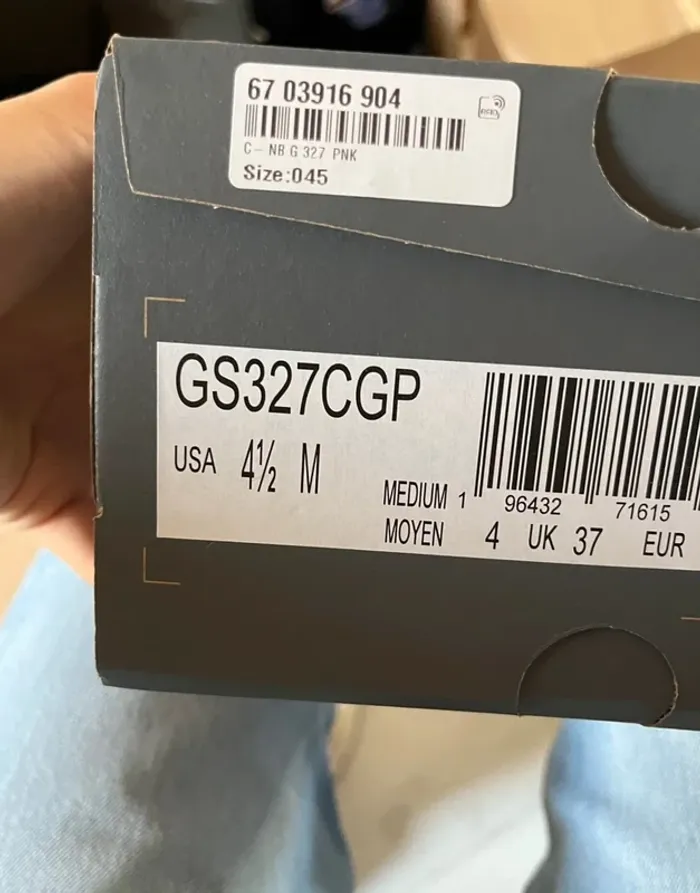 67 03916 904
C- NB G 327 PNK
Size:045
GS327CGP
USA 4½ M
MEDIUM 1 96432 71615
MOYEN 4 UK 37 EUR